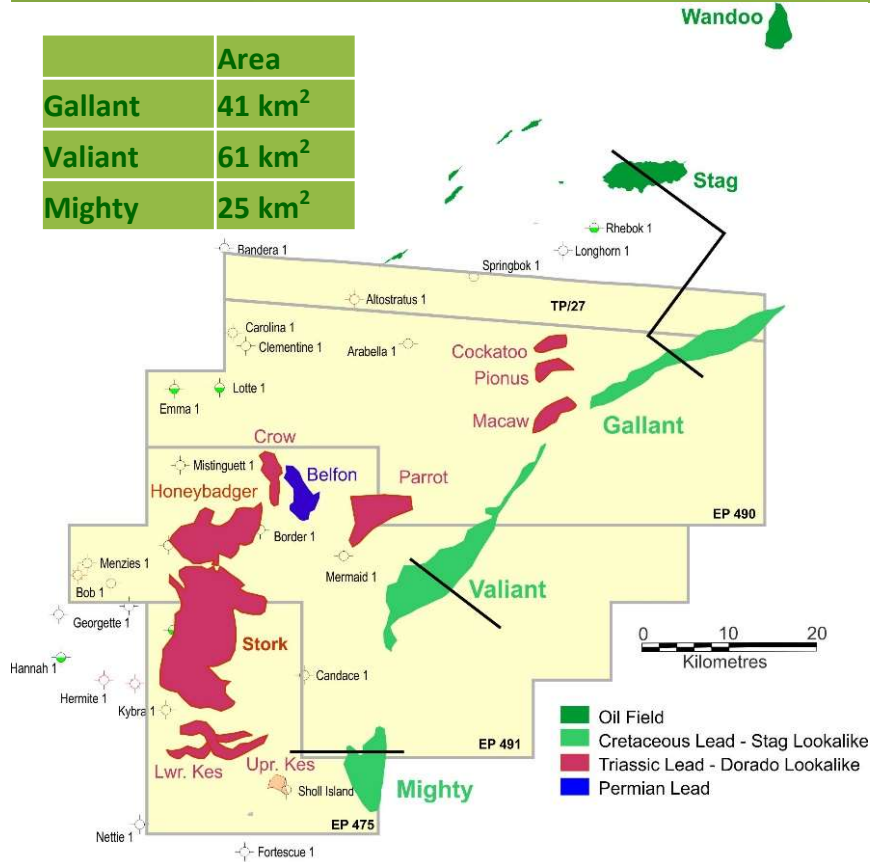 Wandoo
Area
Gallant 41 km²
Valiant 61 km²
Mighty 25 km²
Stag
Rhebok 1
Bandera 1
Longhorn 1
Springbok 1
Altostratus 1
TP/27
Carolina 1
Clementine 1
Arabella 1
Cockatoo
Pionus
Emma 1
Lotte 1
Macaw
Gallant
Crow
Mistinguett 1
Belfon
Parrot
Honeybadger
EP 490
Border 1
Mermaid 1
Menzies 1
Bob 1
Valiant
Georgette 1
Stork
0 10 20
Kilometres
Hannah 1
Hermite 1
Candace 1
Kybra 1
Oil Field
Cretaceous Lead - Stag Lookalike
Triassic Lead - Dorado Lookalike
Permian Lead
EP 491
Lwr. Kes
Upr. Kes
Sholl Island
Mighty
Nettie 1
EP 475
Fortescue 1